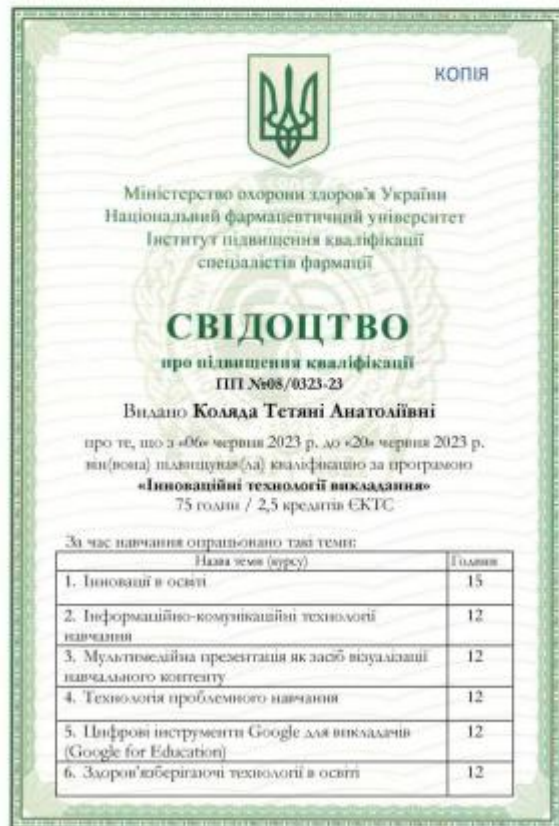 КОПІЯ
Міністерство охорони здоров'я України
Національний фармацевтичний університет
Інститут підвищення кваліфікації
спеціалістів фармації
СВІДОЦТВО
про підвищення кваліфікації
ПП №08/0323-23
Видано Коляда Тетяні Анатоліївні
про те, що з «06» червня 2023 р. до «20» червня 2023 р.
він(вона) підвищував(ла) кваліфікацію за програмою
«Інноваційні технології викладання»
75 годин / 2,5 кредитів ЄКТС
За час навчання опрацьовано такі теми:
Назва теми (курсу) Години
1. Інновації в освіті 15
2. Інформаційно-комунікаційні технології
навчання 12
3. Мультимедійна презентація як засіб візуалізації
навчального контенту 12
4. Технологія проблемного навчання 12
5. Цифрові інструменти Google для викладачів
(Google for Education) 12
6. Здоров'язберігаючі технології в освіті 12